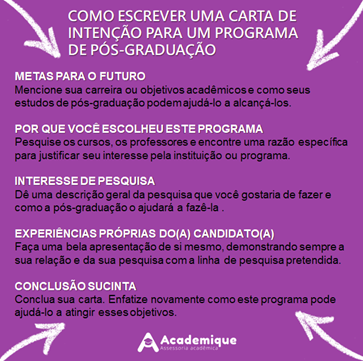 COMO ESCREVER UMA CARTA DE
INTENÇÃO PARA UM PROGRAMA
DE PÓS-GRADUAÇÃO
METAS PARA O FUTURO
Mencione sua carreira ou objetivos acadêmicos e como seus
estudos de pós-graduação podem ajudá-lo a alcançá-los.
POR QUE VOCÊ ESCOLHEU ESTE PROGRAMA
Pesquise os cursos, os professores e encontre uma razão específica
para justificar seu interesse pela instituição ou programa.
INTERESSE DE PESQUISA
Dê uma descrição geral da pesquisa que você gostaria de fazer e
como a pós-graduação o ajudará a fazê-la .
EXPERIÊNCIAS PRÓPRIAS DO(A) CANDIDATO(A)
Faça uma bela apresentação de si mesmo, demonstrando sempre a
sua relação e da sua pesquisa com a linha de pesquisa pretendida.
CONCLUSÃO SUCINTA
Conclua sua carta. Enfatize novamente como este programa pode
ajudá-lo a atingir esses objetivos.
Academique
Assessoria acadêmica